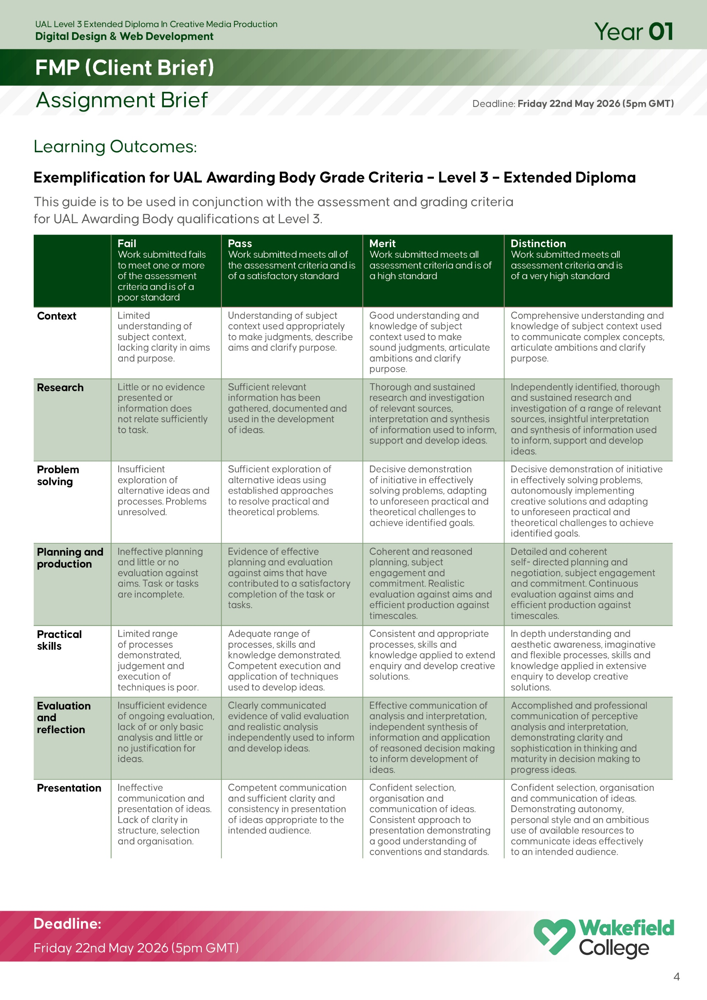 UAL Level 3 Extended Diploma In Creative Media Production
Digital Design & Web Development
Year 01
FMP (Client Brief)
Assignment Brief
Deadline: Friday 22nd May 2026 (5pm GMT)
Learning Outcomes:
Exemplification for UAL Awarding Body Grade Criteria – Level 3 – Extended Diploma
This guide is to be used in conjunction with the assessment and grading criteria
for UAL Awarding Body qualifications at Level 3.
Fail
Work submitted fails
to meet one or more
of the assessment
criteria and is of a
poor standard
Pass
Work submitted meets all of
the assessment criteria and is
of a satisfactory standard
Merit
Work submitted meets all
assessment criteria and is of
a high standard
Distinction
Work submitted meets all
assessment criteria and is
of a very high standard
Context
Limited
understanding of
subject context,
lacking clarity in aims
and purpose.
Understanding of subject
context used appropriately
to make judgments, describe
aims and clarify purpose.
Good understanding and
knowledge of subject
context used to make
sound judgments, articulate
ambitions and clarify
purpose.
Comprehensive understanding and
knowledge of subject context used
to communicate complex concepts,
articulate ambitions and clarify
purpose.
Research
Little or no evidence
presented or
information does
not relate sufficiently
to task.
Sufficient relevant
information has been
gathered, documented and
used in the development
of ideas.
Thorough and sustained
research and investigation
of relevant sources,
interpretation and synthesis
of information used to inform,
support and develop ideas.
Independently identified, thorough
and sustained research and
investigation of a range of relevant
sources, insightful interpretation
and synthesis of information used
to inform, support and develop
ideas.
Problem
solving
Insufficient
exploration of
alternative ideas and
processes. Problems
unresolved.
Sufficient exploration of
alternative ideas using
established approaches
to resolve practical and
theoretical problems.
Decisive demonstration
of initiative in effectively
solving problems, adapting
to unforeseen practical and
theoretical challenges to
achieve identified goals.
Decisive demonstration of initiative
in effectively solving problems,
autonomously implementing
creative solutions and adapting
to unforeseen practical and
theoretical challenges to achieve
identified goals.
Planning and
production
Ineffective planning
and little or no
evaluation against
aims. Task or tasks
are incomplete.
Evidence of effective
planning and evaluation
against aims that have
contributed to a satisfactory
completion of the task or
tasks.
Coherent and reasoned
planning, subject
engagement and
commitment. Realistic
evaluation against aims and
efficient production against
timescales.
Detailed and coherent
self- directed planning and
negotiation, subject engagement
and commitment. Continuous
evaluation against aims and
efficient production against
timescales.
Practical
skills
Limited range
of processes
demonstrated,
judgement and
execution of
techniques is poor.
Adequate range of
processes, skills and
knowledge demonstrated.
Competent execution and
application of techniques
used to develop ideas.
Consistent and appropriate
processes, skills and
knowledge applied to extend
enquiry and develop creative
solutions.
In depth understanding and
aesthetic awareness, imaginative
and flexible processes, skills and
knowledge applied in extensive
enquiry to develop creative
solutions.
Evaluation
and
reflection
Insufficient evidence
of ongoing evaluation,
lack of or only basic
analysis and little or
no justification for
ideas.
Clearly communicated
evidence of valid evaluation
and realistic analysis
independently used to inform
and develop ideas.
Effective communication of
analysis and interpretation,
independent synthesis of
information and application
of reasoned decision making
to inform development of
ideas.
Accomplished and professional
communication of perceptive
analysis and interpretation,
demonstrating clarity and
sophistication in thinking and
maturity in decision making to
progress ideas.
Presentation
Ineffective
communication and
presentation of ideas.
Lack of clarity in
structure, selection
and organisation.
Competent communication
and sufficient clarity and
consistency in presentation
of ideas appropriate to the
intended audience.
Confident selection,
organisation and
communication of ideas.
Consistent approach to
presentation demonstrating
a good understanding of
conventions and standards.
Confident selection, organisation
and communication of ideas.
Demonstrating autonomy,
personal style and an ambitious
use of available resources to
communicate ideas effectively
to an intended audience.
Deadline:
Friday 22nd May 2026 (5pm GMT)
Wakefield
College
4